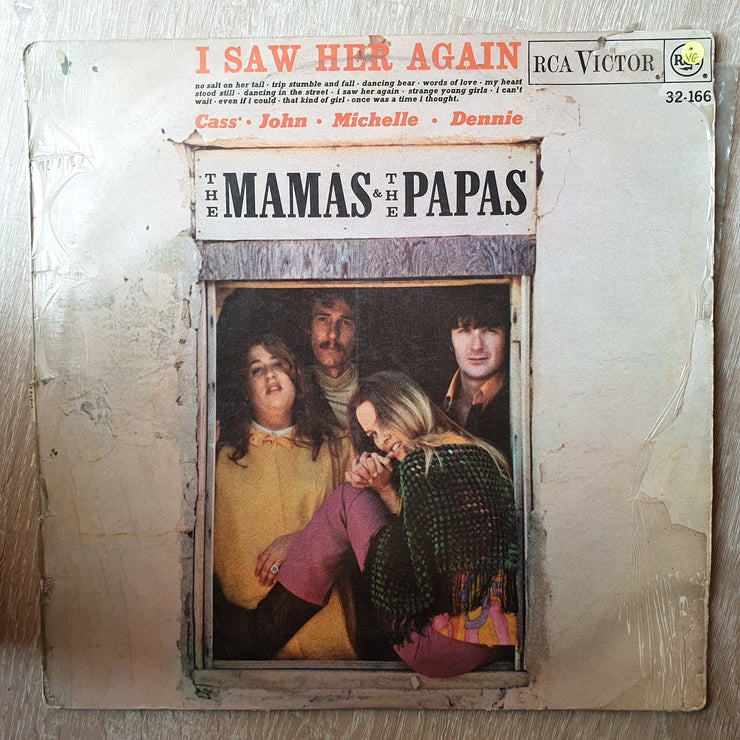 I SAW HER AGAIN
no salt on her tail · trip stumble and fall · dancing bear · words of love · my heart
stood still · dancing in the street · i saw her again · strange young girls · i can't
wait · even if i could · that kind of girl · once was a time i thought.
Cass · John · Michelle · Dennie
RCA VICTOR
VG
32-166
THE MAMAS & THE PAPAS